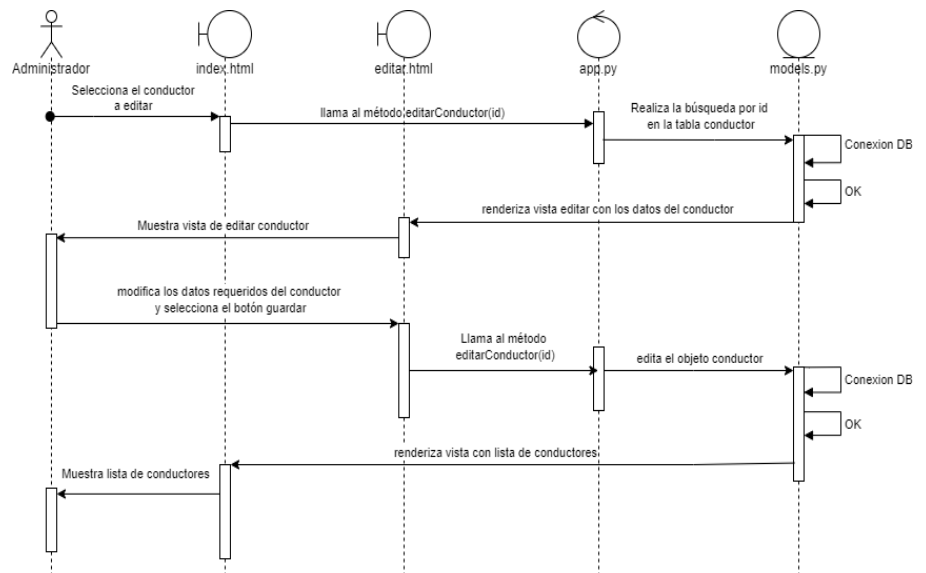 Administrador
index.html
editar.html
app.py
models.py
Selecciona el conductor
a editar
llama al método editarConductor(id)
Realiza la búsqueda por id
en la tabla conductor
Conexion DB
OK
renderiza vista editar con los datos del conductor
Muestra vista de editar conductor
modifica los datos requeridos del conductor
y selecciona el botón guardar
Llama al método
editarConductor(id)
edita el objeto conductor
Conexion DB
OK
renderiza vista con lista de conductores
Muestra lista de conductores